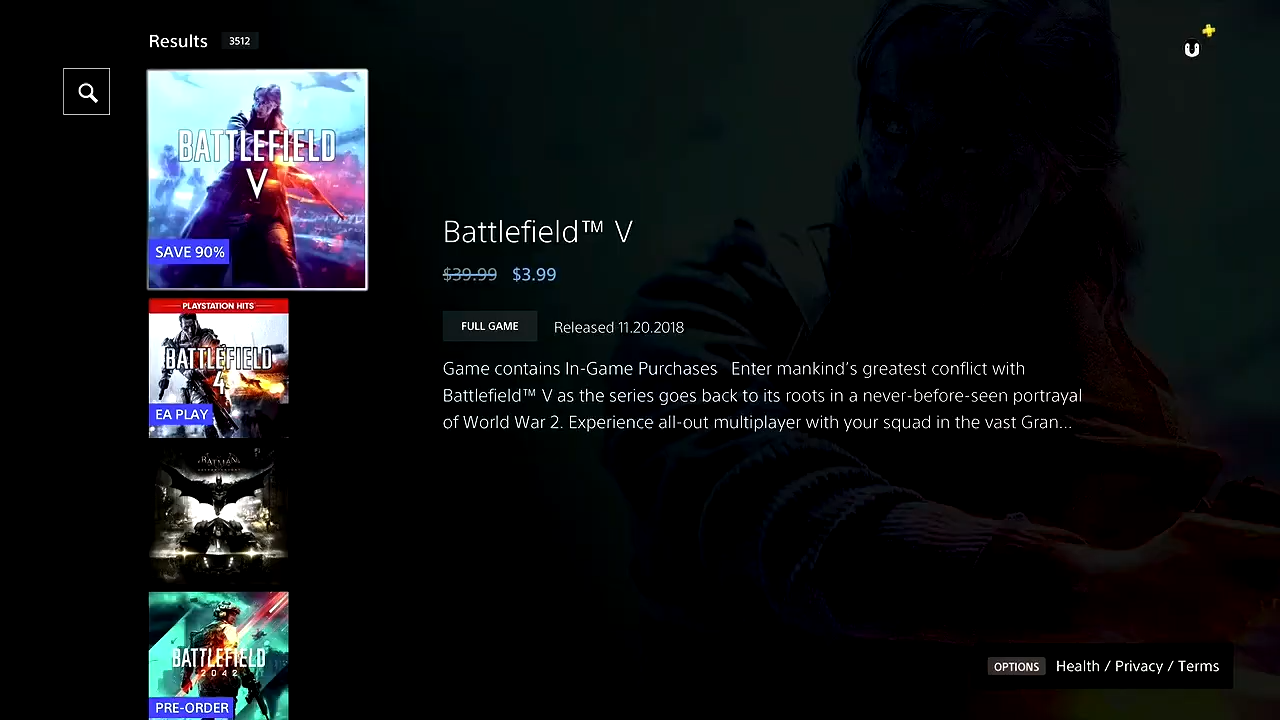 Results 3512
BATTLEFIELD
V
SAVE 90%
Battlefield™ V
$39.99 $3.99
FULL GAME Released 11.20.2018
Game contains In-Game Purchases Enter mankind's greatest conflict with
Battlefield™ V as the series goes back to its roots in a never-before-seen portrayal
of World War 2. Experience all-out multiplayer with your squad in the vast Gran...
PLAYSTATION HITS
BATTLEFIELD
4
EA PLAY
BATMAN
BATTLEFIELD
2042
PRE-ORDER
OPTIONS Health / Privacy / Terms